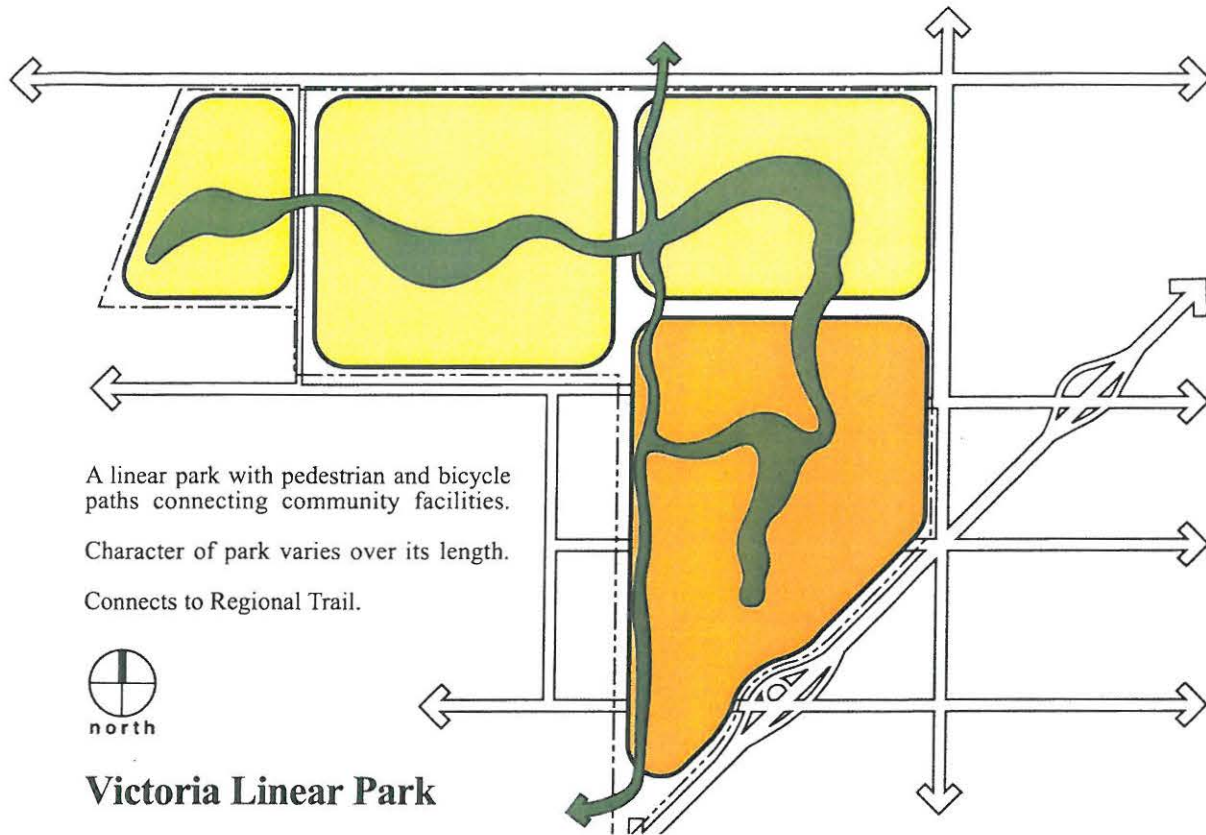 A linear park with pedestrian and bicycle
paths connecting community facilities.
Character of park varies over its length.
Connects to Regional Trail.
north
Victoria Linear Park